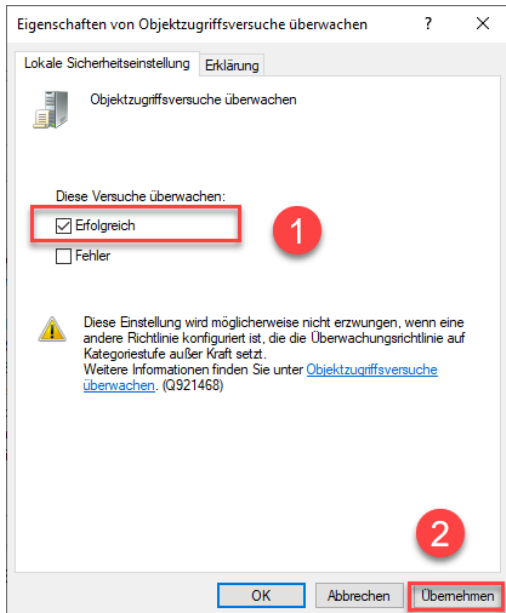 Eigenschaften von Objektzugriffsversuche überwachen ? ×
Lokale Sicherheitseinstellung Erklärung
Objektzugriffsversuche überwachen
Diese Versuche überwachen:
Erfolgreich
1
Fehler
Diese Einstellung wird möglicherweise nicht erzwungen, wenn eine
andere Richtlinie konfiguriert ist, die die Überwachungsrichtlinie auf
Kategoriestufe außer Kraft setzt.
Weitere Informationen finden Sie unter Objektzugriffsversuche
überwachen. (Q921468)
2
OK Abbrechen Übernehmen